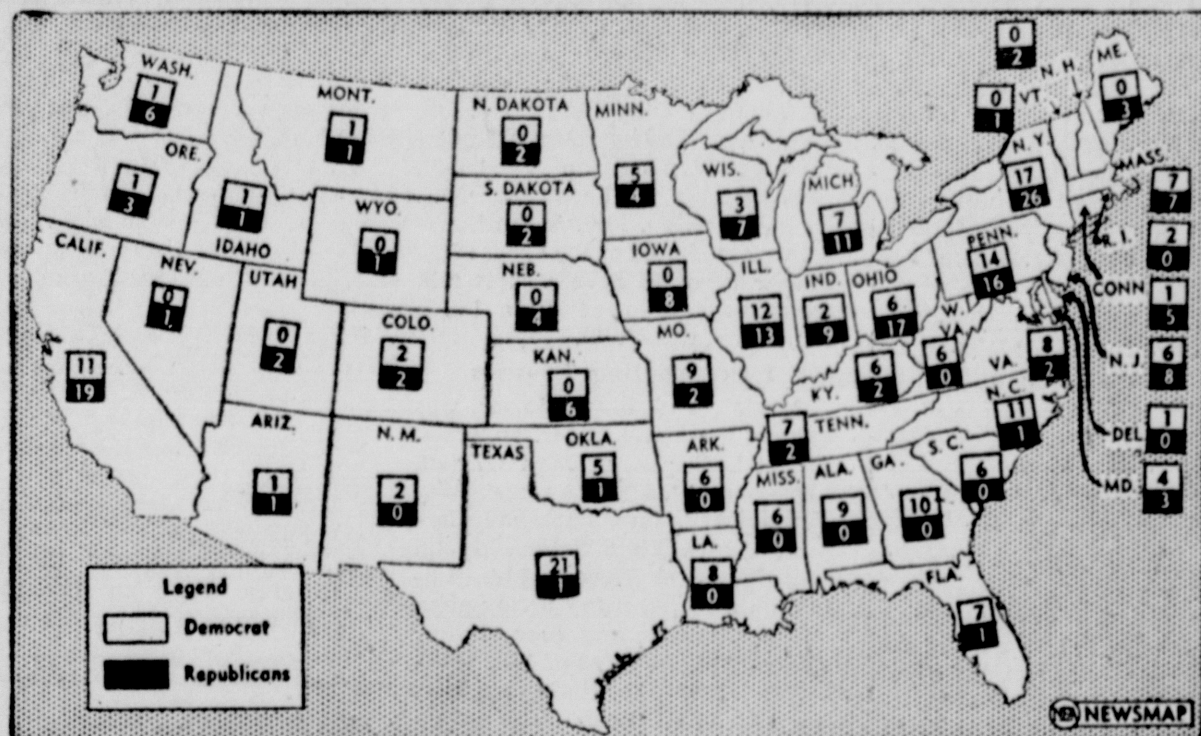 0
2
N. H.
ME.
0
3
0
1
VT
WASH.
1
6
MONT.
1
1
N. DAKOTA
0
2
MINN.
5
4
ORE.
1
3
1
1
IDAHO
WYO.
0
1
S. DAKOTA
0
2
WIS.
3
7
MICH
7
11
N. Y.
17
26
MASS.
7
7
R. I.
2
0
CALIF.
11
19
NEV.
0
1
UTAH
0
2
COLO.
2
2
NEB.
0
4
IOWA
0
8
ILL.
12
13
IND.
2
9
OHIO
6
17
PENN.
14
16
CONN
1
5
KAN.
0
6
MO.
9
2
KY.
6
2
VA.
6
0
VA.
8
2
N. J.
6
8
ARIZ.
1
1
N. M.
2
0
TEXAS
21
1
OKLA.
5
1
ARK.
6
0
7
2
TENN.
N.C.
11
1
DEL
1
0
MISS.
6
0
ALA.
9
0
GA.
10
0
S. C.
6
0
MD.
4
3
LA.
8
0
FLA.
7
1
Legend
Democrat
Republicans
NEA NEWSMAP